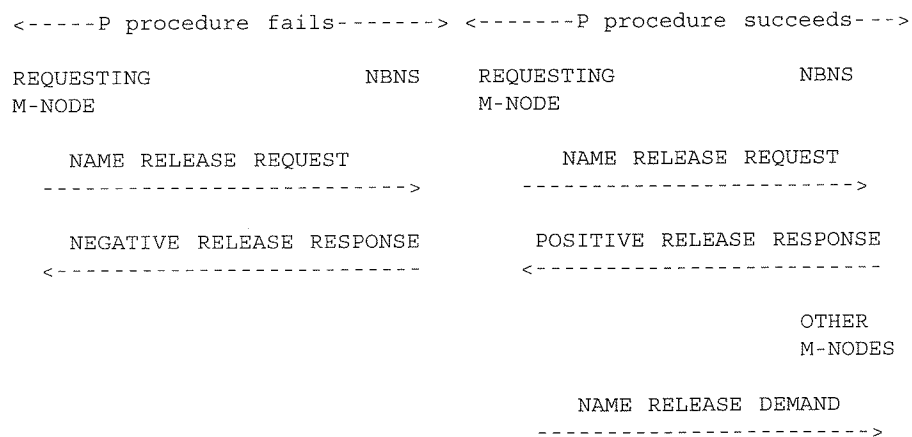 <-----P procedure fails-------> <-------P procedure succeeds--->
REQUESTING                NBNS    REQUESTING                NBNS
M-NODE                            M-NODE
NAME RELEASE REQUEST                NAME RELEASE REQUEST
--------------------------->        ------------------------>
NEGATIVE RELEASE RESPONSE         POSITIVE RELEASE RESPONSE
<---------------------------        <-------------------------
OTHER
M-NODES
NAME RELEASE DEMAND
------------------------>